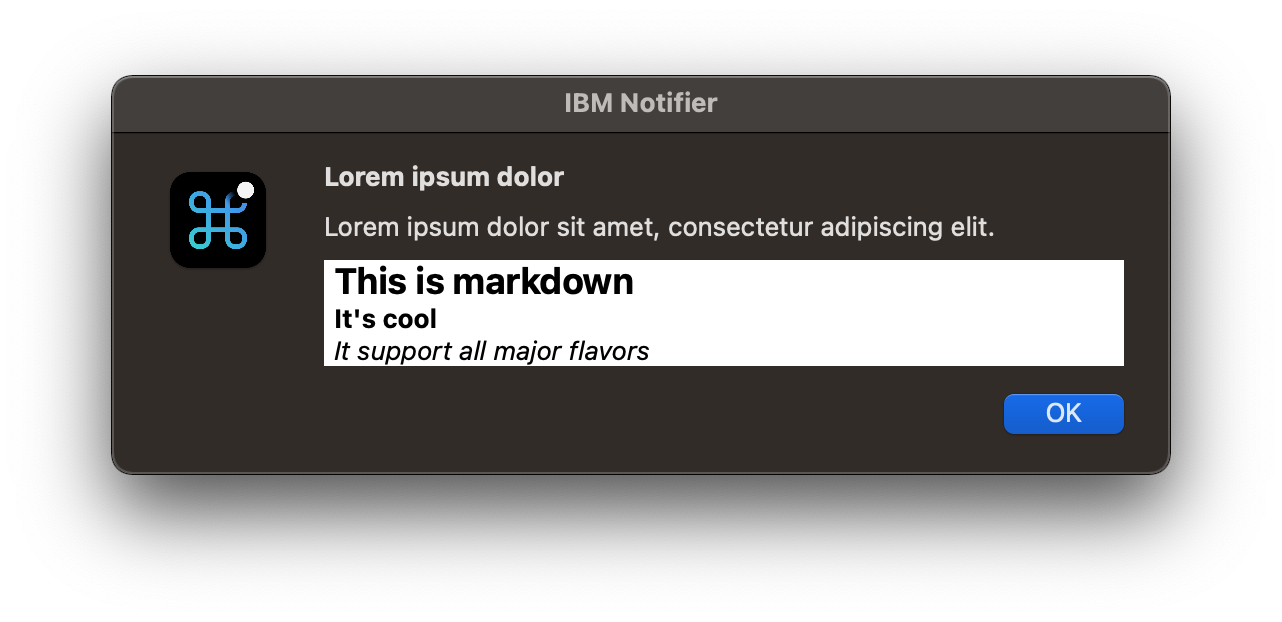 IBM Notifier
Lorem ipsum dolor
Lorem ipsum dolor sit amet, consectetur adipiscing elit.
This is markdown
It's cool
It support all major flavors
OK